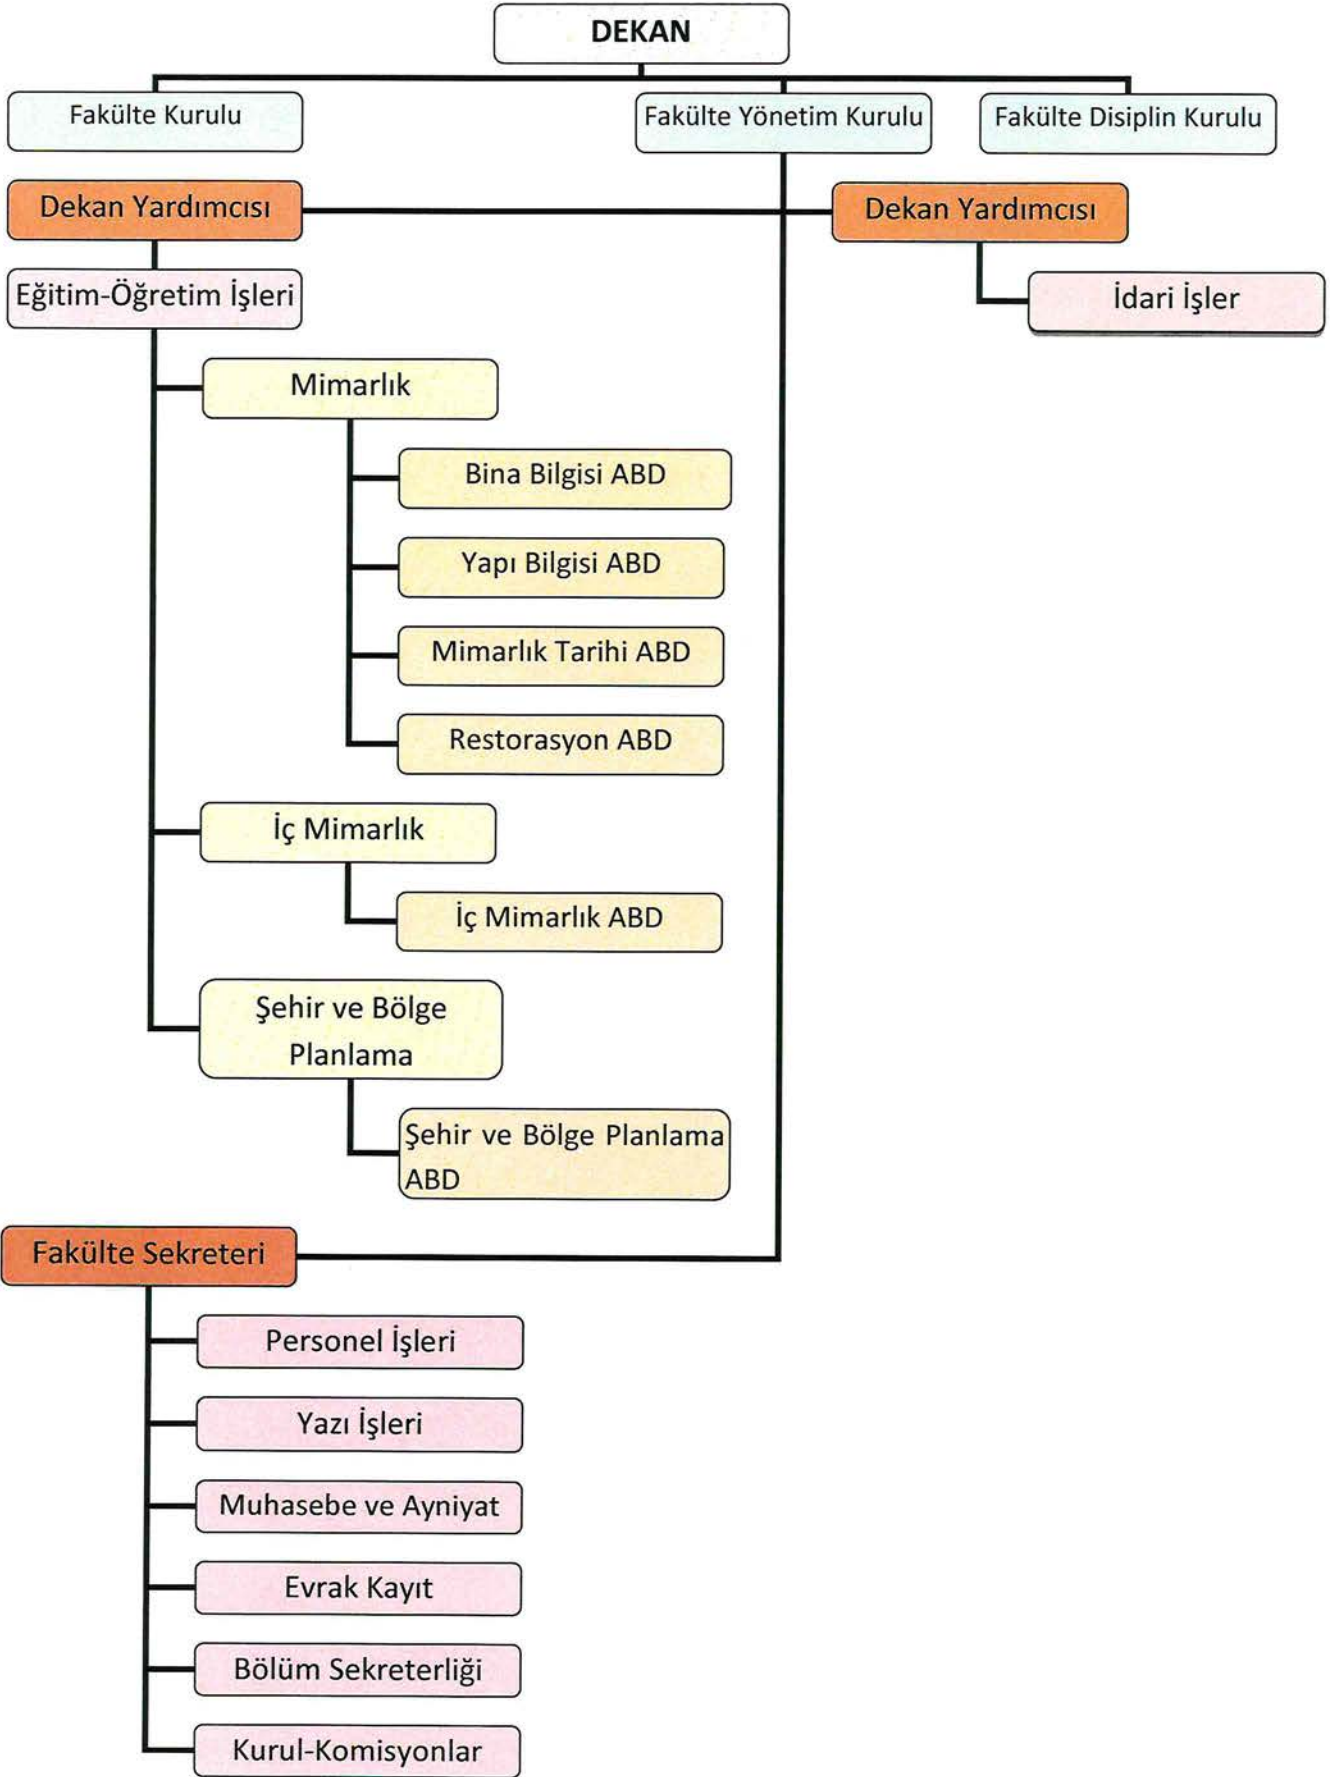 DEKAN
Fakülte Kurulu
Fakülte Yönetim Kurulu
Fakülte Disiplin Kurulu
Dekan Yardımcısı
Dekan Yardımcısı
Eğitim-Öğretim İşleri
İdari İşler
Mimarlık
Bina Bilgisi ABD
Yapı Bilgisi ABD
Mimarlık Tarihi ABD
Restorasyon ABD
İç Mimarlık
İç Mimarlık ABD
Şehir ve Bölge
Planlama
Şehir ve Bölge Planlama
ABD
Fakülte Sekreteri
Personel İşleri
Yazı İşleri
Muhasebe ve Ayniyat
Evrak Kayıt
Bölüm Sekreterliği
Kurul-Komisyonlar